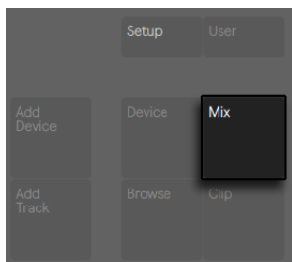 Setup User
Add
Device
Device
Mix
Add
Track
Browse
Clip